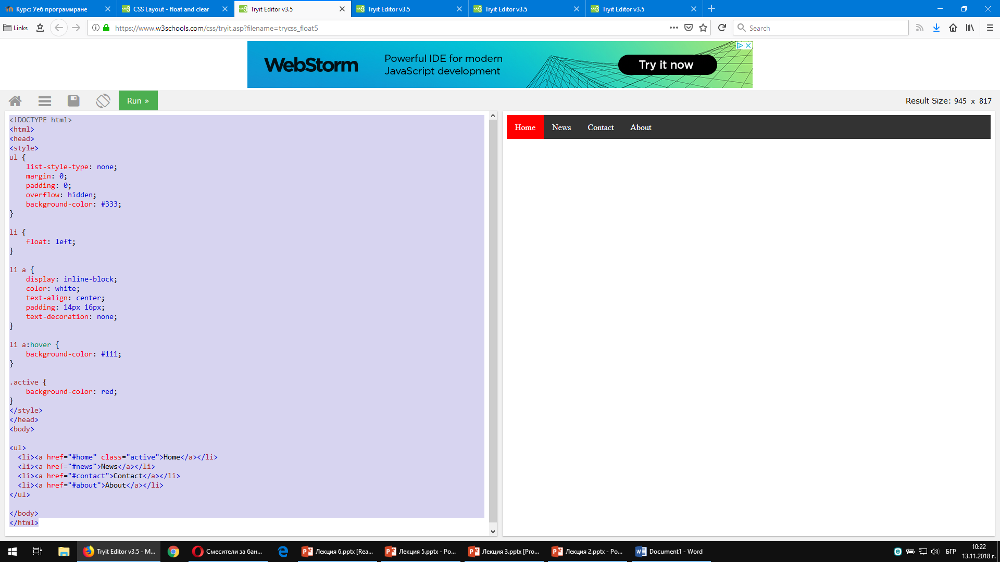 Курс: Уеб програмиране
CSS Layout - float and clear
Tryit Editor v3.5
Tryit Editor v3.5
Tryit Editor v3.5
Tryit Editor v3.5
Links
https://www.w3schools.com/css/tryit.asp?filename=trycss_float5
Search
WebStorm
Powerful IDE for modern
JavaScript development
Try it now
Run »
Result Size: 945 x 817
<!DOCTYPE html>
<html>
<head>
<style>
ul {
    list-style-type: none;
    margin: 0;
    padding: 0;
    overflow: hidden;
    background-color: #333;
}
li {
    float: left;
}
li a {
    display: inline-block;
    color: white;
    text-align: center;
    padding: 14px 16px;
    text-decoration: none;
}
li a:hover {
    background-color: #111;
}
.active {
    background-color: red;
}
</style>
</head>
<body>
<ul>
  <li><a href="#home" class="active">Home</a></li>
  <li><a href="#news">News</a></li>
  <li><a href="#contact">Contact</a></li>
  <li><a href="#about">About</a></li>
</ul>
</body>
</html>
Home News Contact About
Tryit Editor v3.5 - M...
Смесители за бан...
Лекция 6.pptx [Rea...
Лекция 5.pptx - Po...
Лекция 3.pptx [Pro...
Лекция 2.pptx - Po...
Document1 - Word
БГР
10:22
13.11.2018 г.